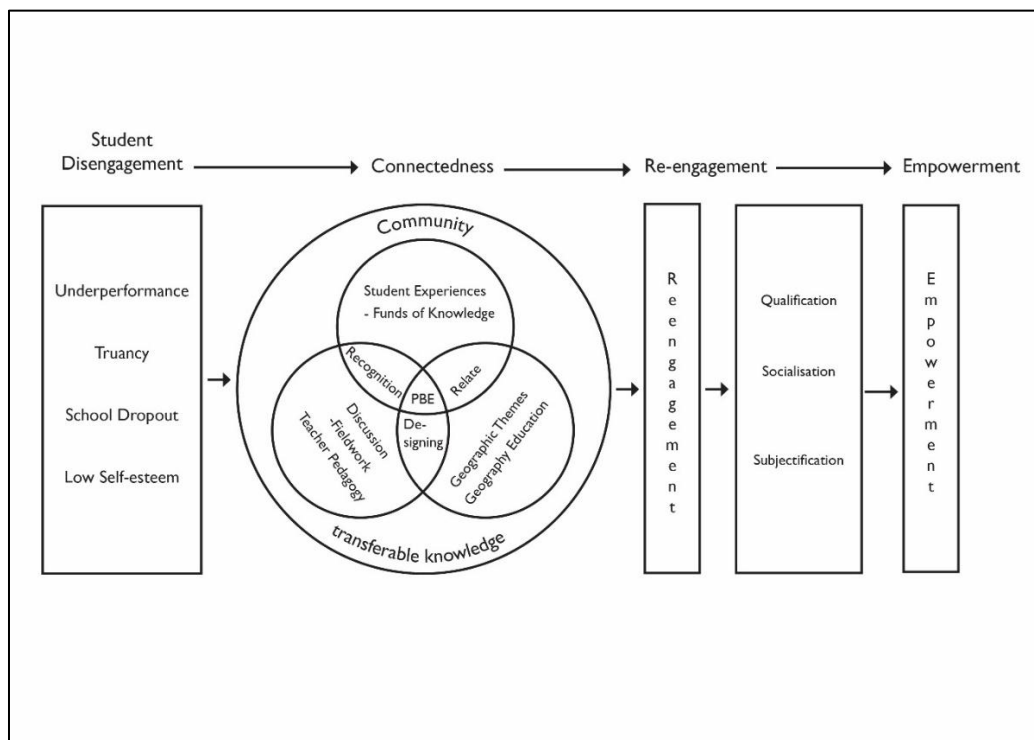 Student
Disengagement
Connectedness
Re-engagement
Empowerment
Underperformance
Truancy
School Dropout
Low Self-esteem
Community
Student Experiences
- Funds of Knowledge
Recognition
Relate
PBE
De-
signing
Discussion
-Fieldwork
Teacher Pedagogy
Geographic Themes
Geography Education
transferable knowledge
Reengagement
Qualification
Socialisation
Subjectification
Empowerment